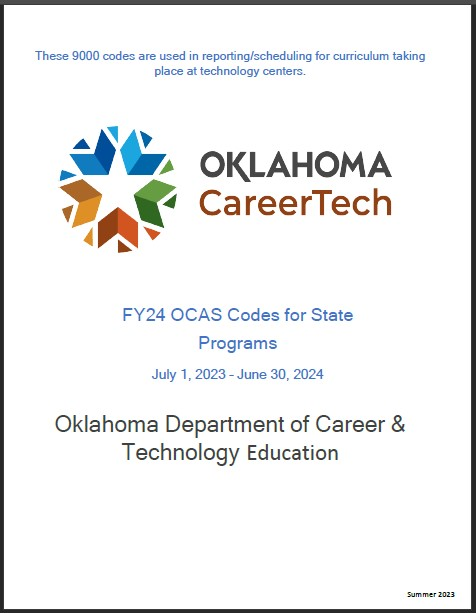 These 9000 codes are used in reporting/scheduling for curriculum taking
place at technology centers.
OKLAHOMA
CareerTech
FY24 OCAS Codes for State
Programs
July 1, 2023 - June 30, 2024
Oklahoma Department of Career &
Technology Education
Summer 2023